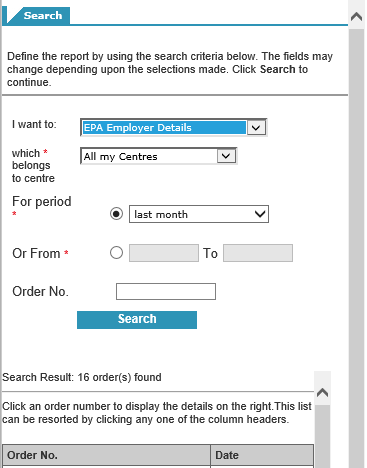 Search
Define the report by using the search criteria below. The fields may
change depending upon the selections made. Click Search to
continue.
I want to: EPA Employer Details
which * All my Centres
belongs
to centre
For period
* last month
Or From * To
Order No.
Search
Search Result: 16 order(s) found
Click an order number to display the details on the right.This list
can be resorted by clicking any one of the column headers.
Order No. Date